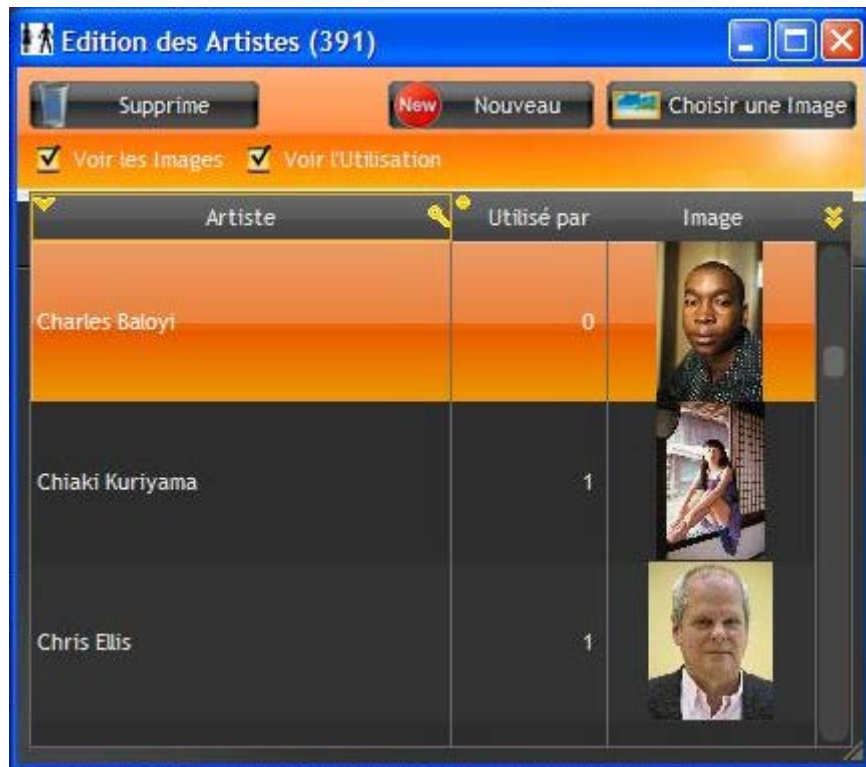 Edition des Artistes (391)
Supprime New Nouveau Choisir une Image
Voir les Images Voir l'Utilisation
Artiste Utilisé par Image
Charles Baloyi 0
Chiaki Kuriyama 1
Chris Ellis 1